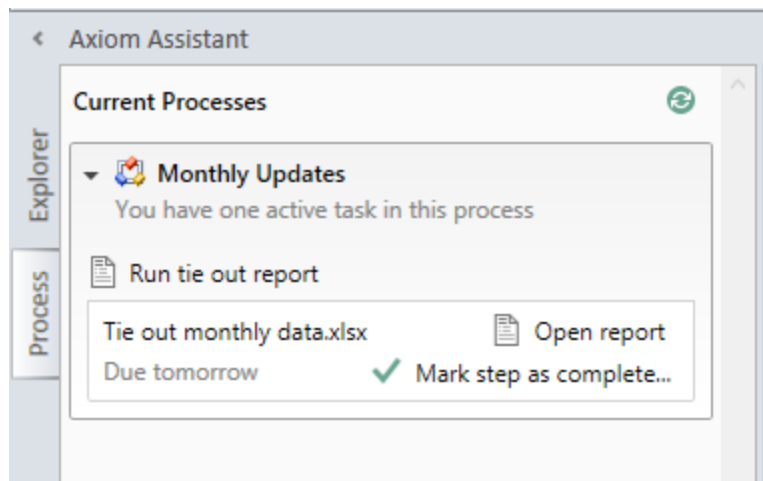 Axiom Assistant
Explorer
Process
Current Processes
Monthly Updates
You have one active task in this process
Run tie out report
Tie out monthly data.xlsx
Open report
Due tomorrow
Mark step as complete...